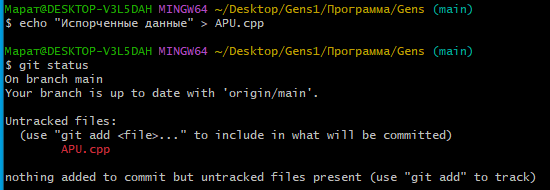 Марат@DESKTOP-V3L5DAH MINGW64 ~/Desktop/Gens1/Программа/Gens (main)
$ echo "Испорченные данные" > APU.cpp
Марат@DESKTOP-V3L5DAH MINGW64 ~/Desktop/Gens1/Программа/Gens (main)
$ git status
On branch main
Your branch is up to date with 'origin/main'.
Untracked files:
(use "git add <file>..." to include in what will be committed)
APU.cpp
nothing added to commit but untracked files present (use "git add" to track)